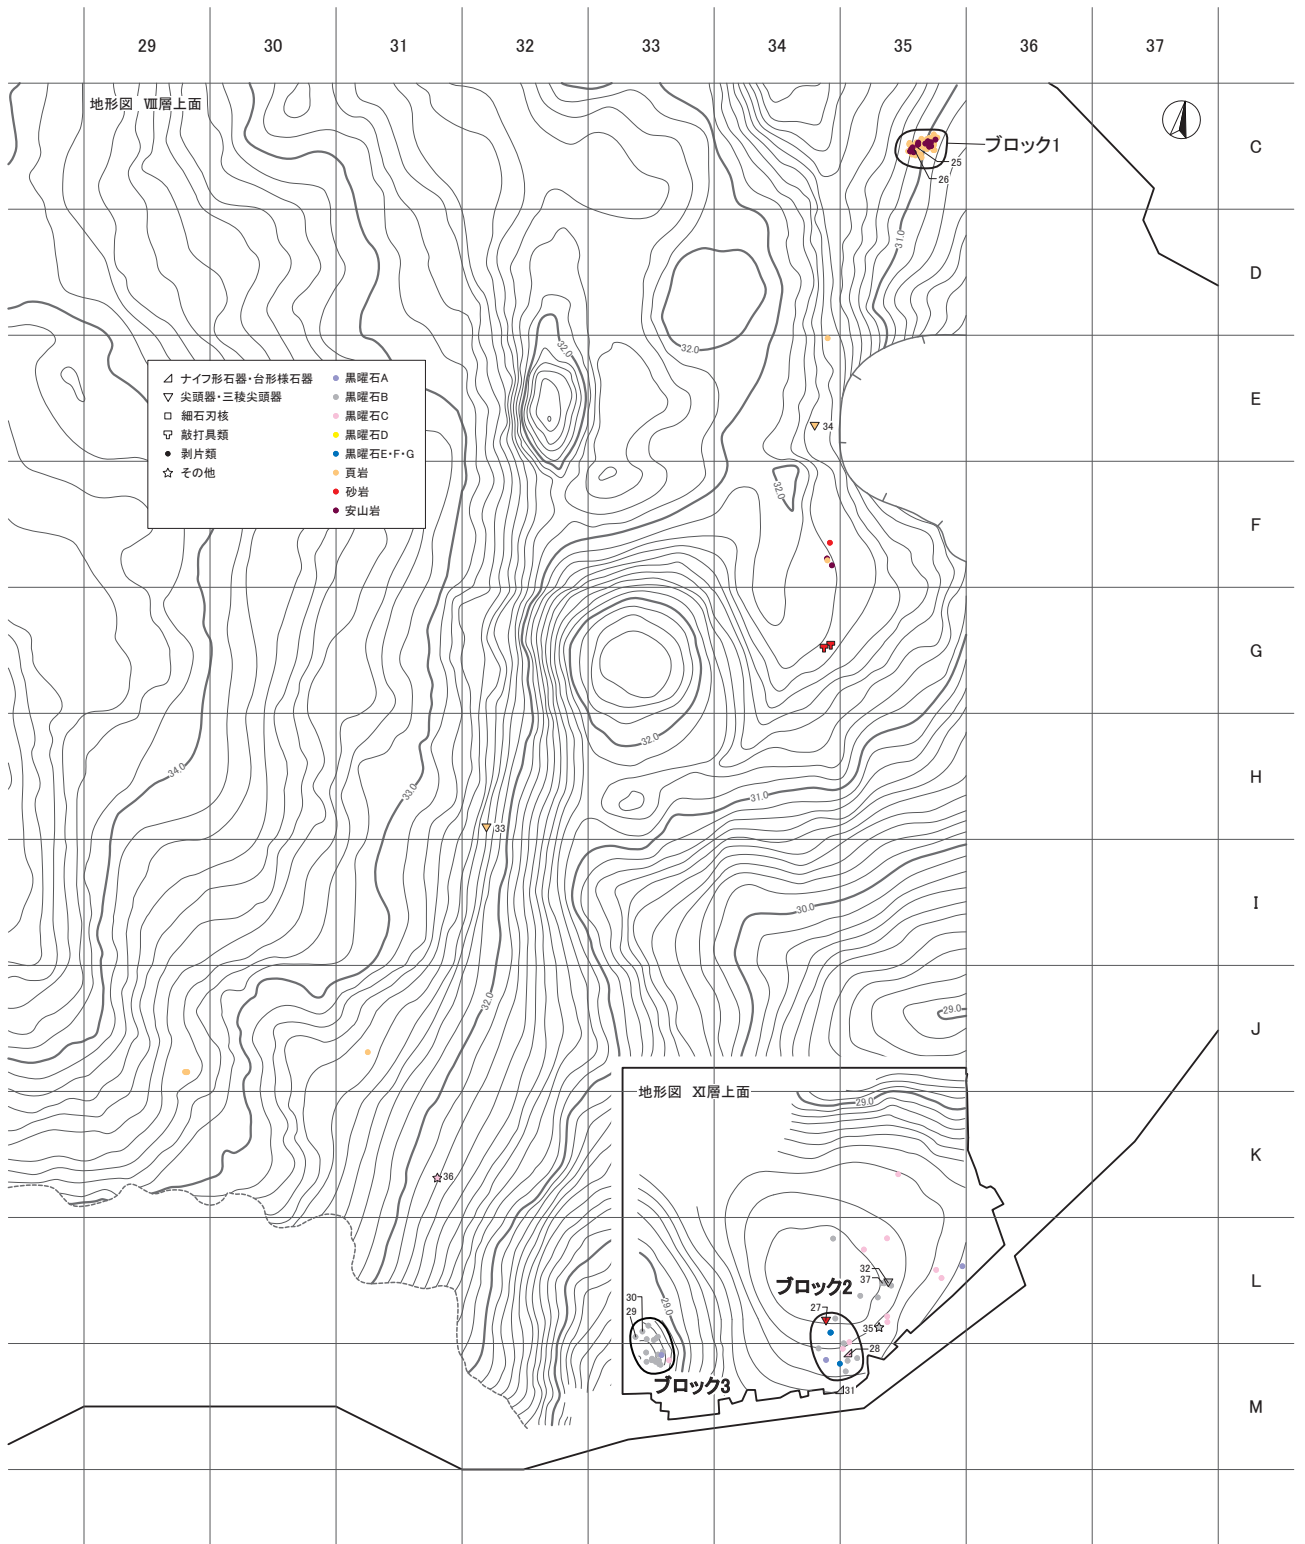 29 30 31 32 33 34 35 36 37
地形図 Ⅷ層上面
C
ブロック1
25
26
31.0
D
32.0
32.0
ナイフ形石器・台形様石器
尖頭器・三稜尖頭器
細石刃核
敲打具類
剥片類
その他
黒曜石A
黒曜石B
黒曜石C
黒曜石D
黒曜石E・F・G
頁岩
砂岩
安山岩
E
34
32.0
F
G
32.0
34.0
33.0
31.0
H
33
I
30.0
32.0
29.0
J
地形図 Ⅺ層上面
29.0
K
36
L
32
37
ブロック2
27
35
28
31
30
29
29.0
ブロック3
M